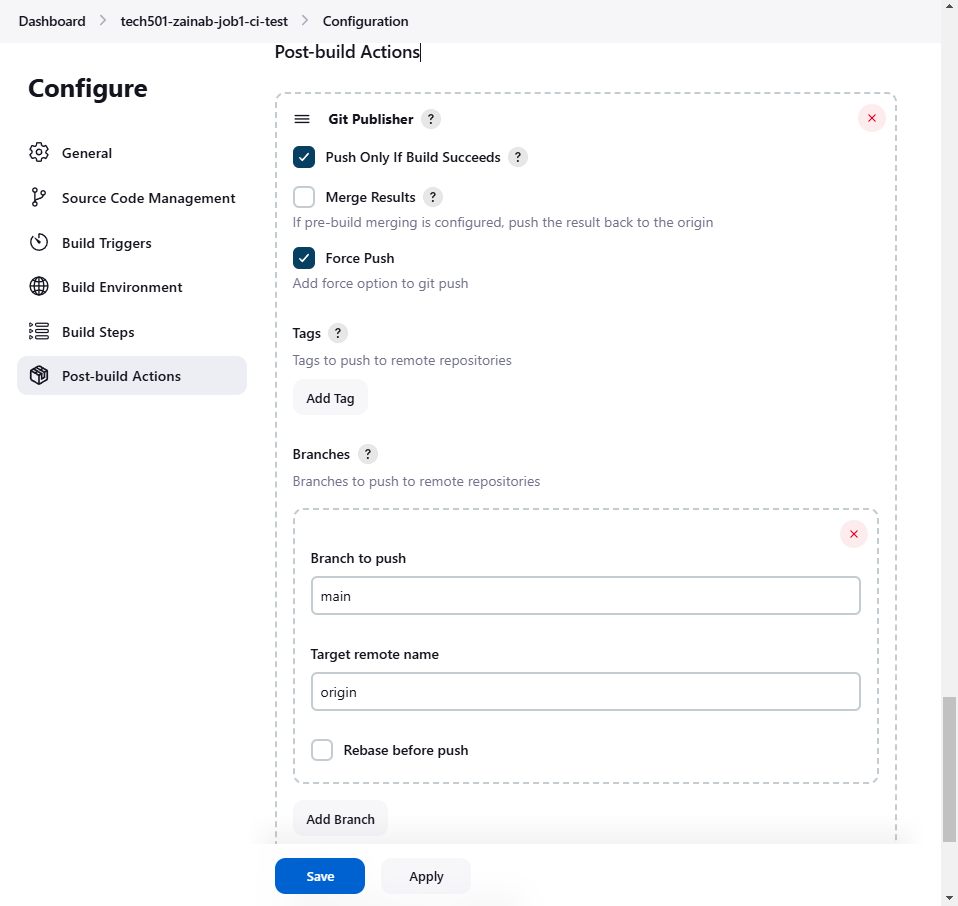 Dashboard > tech501-zainab-job1-ci-test > Configuration
Configure
General
Source Code Management
Build Triggers
Build Environment
Build Steps
Post-build Actions
Post-build Actions
Git Publisher ?
Push Only If Build Succeeds ?
Merge Results ?
If pre-build merging is configured, push the result back to the origin
Force Push
Add force option to git push
Tags ?
Tags to push to remote repositories
Add Tag
Branches ?
Branches to push to remote repositories
Branch to push
main
Target remote name
origin
Rebase before push
Add Branch
Save Apply